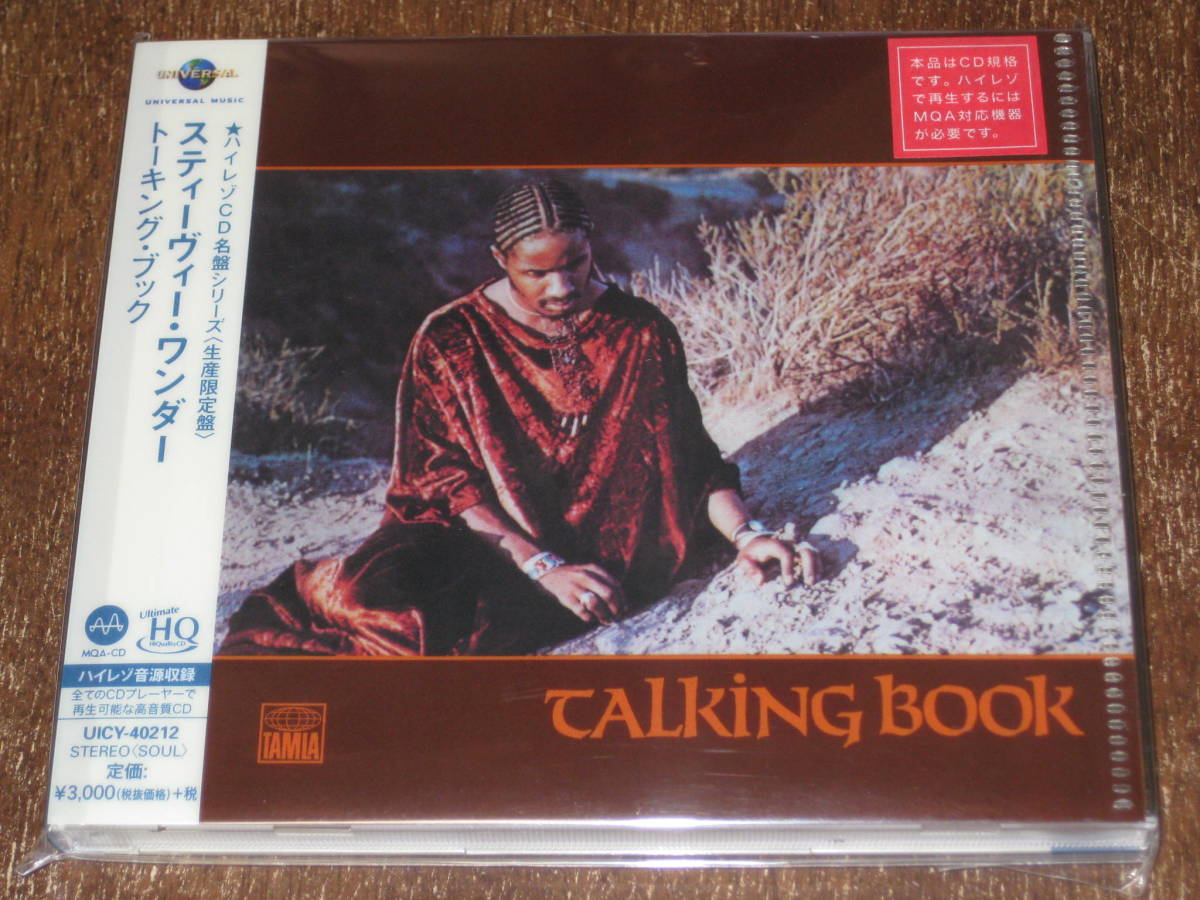 UNIVERSAL
UNIVERSAL MUSIC
★ハイレゾCD名盤シリーズ〈生産限定盤〉
スティーヴィー・ワンダー
トーキング・ブック
MQA-CD
Ultimate
HQ
HiQualityCD
ハイレゾ音源収録
全てのCDプレーヤーで
再生可能な高音質CD
UICY-40212
STEREO〈SOUL〉
定価:
¥3,000(税抜価格)+税
本品はCD規格
です。ハイレゾ
で再生するには
MQA対応機器
が必要です。
TALKING BOOK
TAMLA